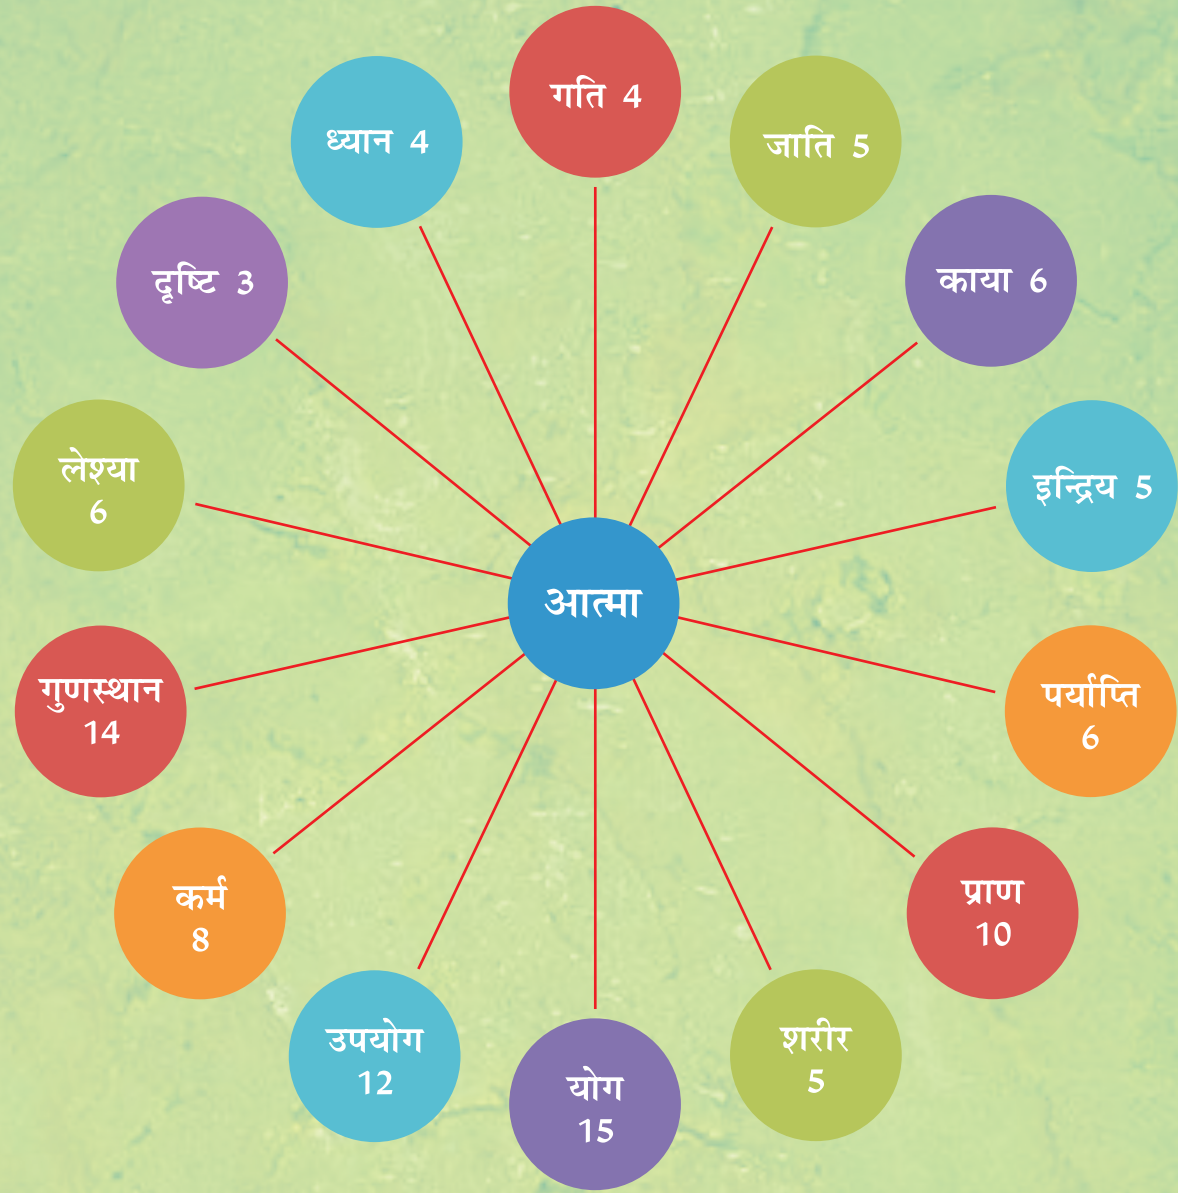 गति 4
जाति 5
काया 6
इन्द्रिय 5
पर्याप्ति
6
प्राण
10
शरीर
5
योग
15
उपयोग
12
कर्म
8
गुणस्थान
14
लेश्या
6
दृष्टि 3
ध्यान 4
आत्मा